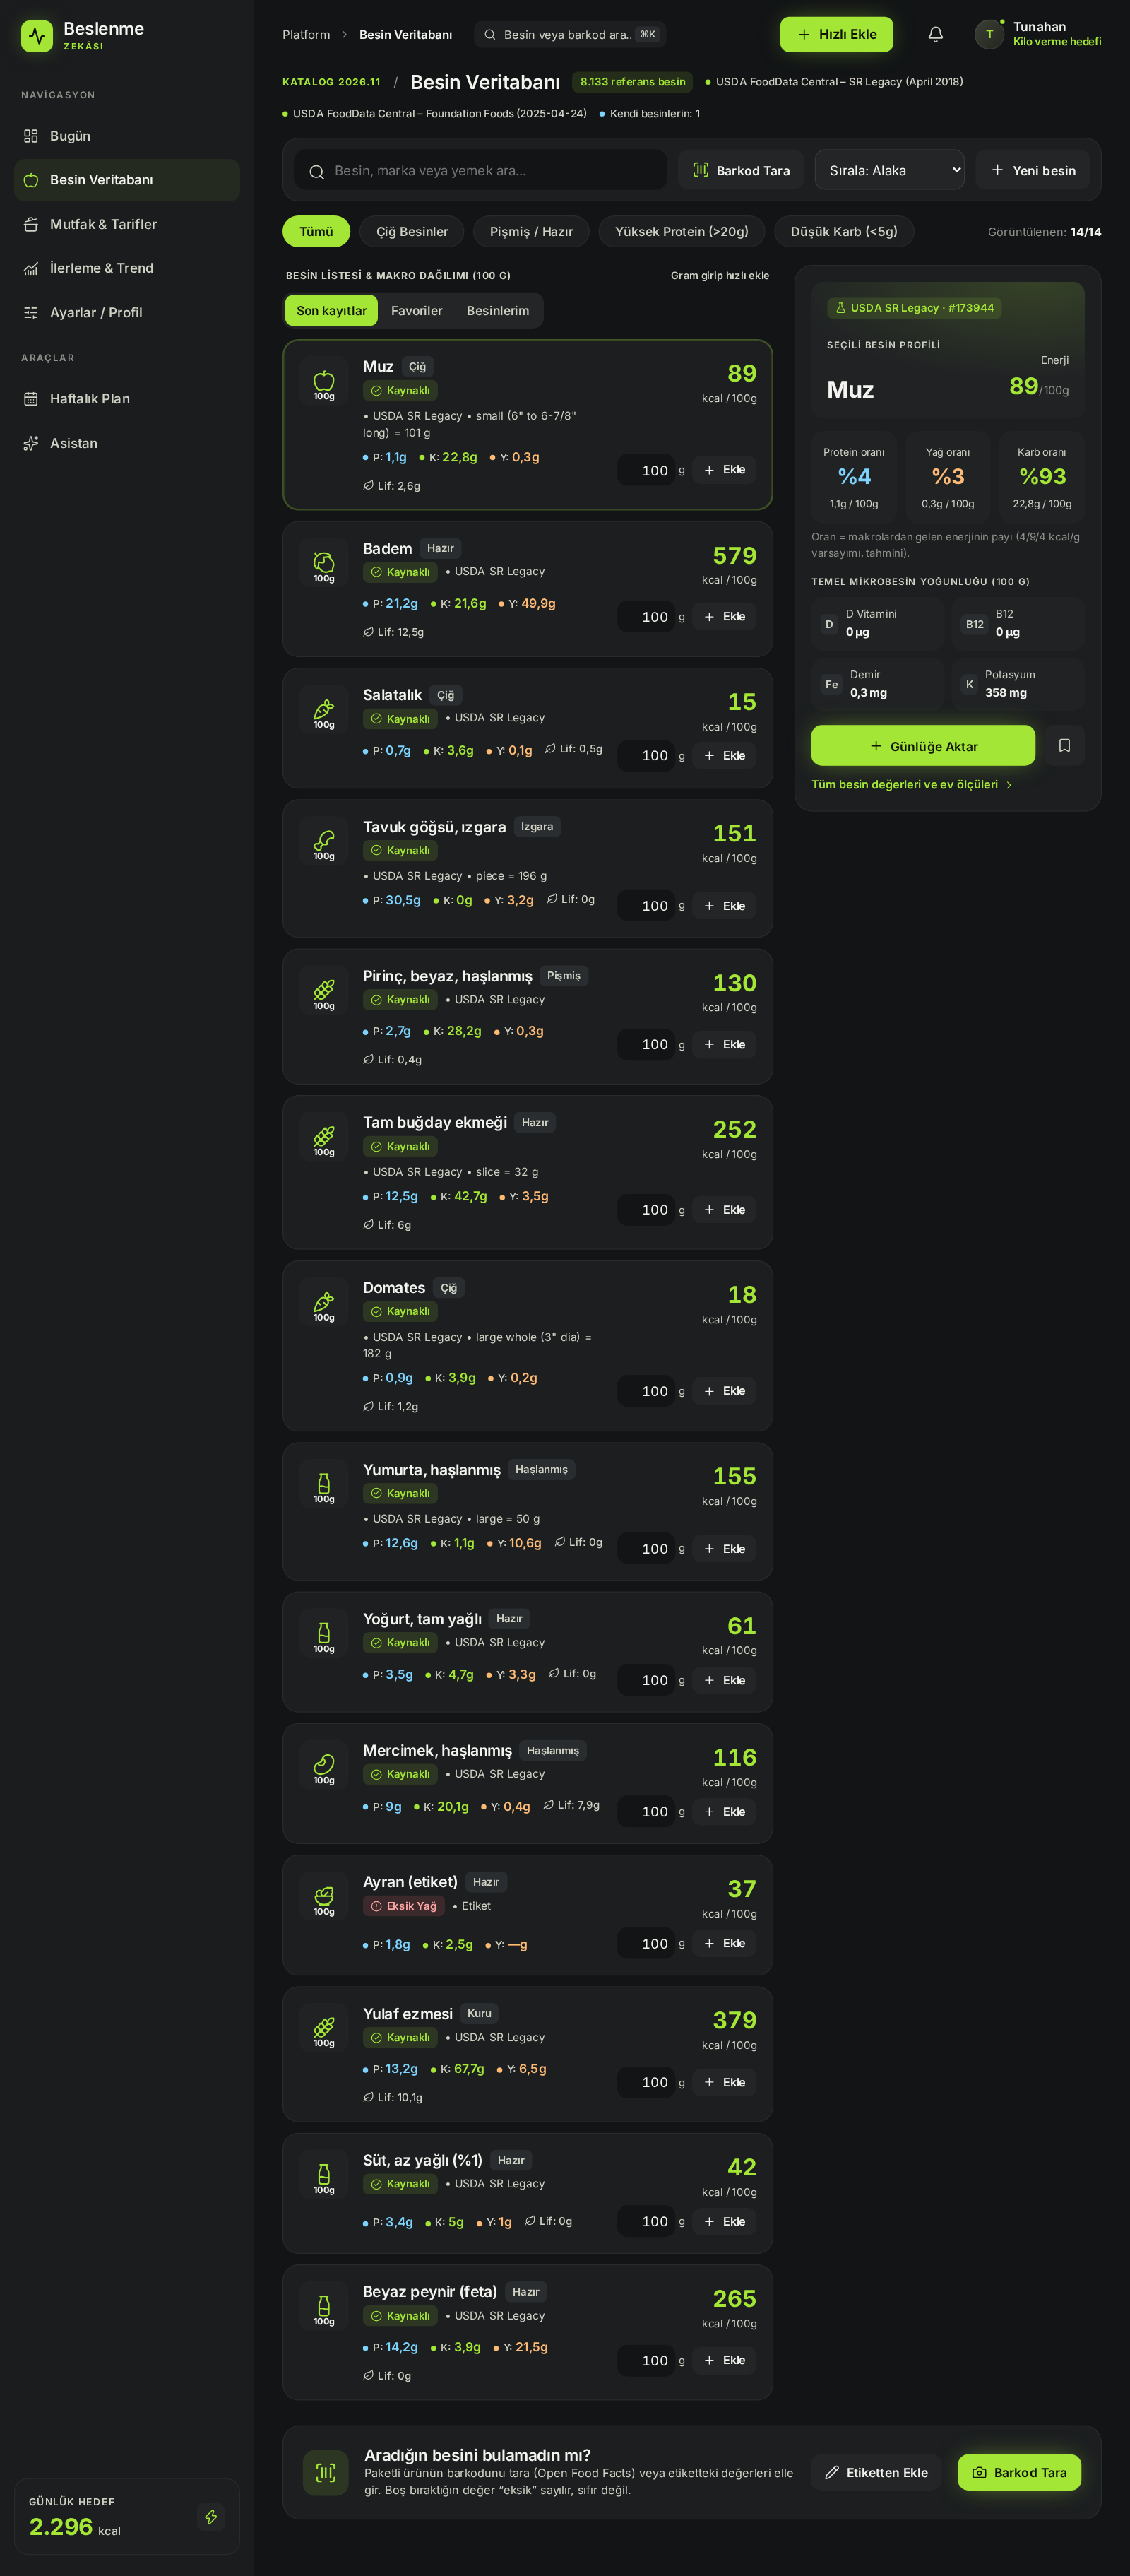 Beslenme
ZEKÂSI
NAVİGASYON
Bugün
Besin Veritabanı
Mutfak & Tarifler
İlerleme & Trend
Ayarlar / Profil
ARAÇLAR
Haftalık Plan
Asistan
GÜNLÜK HEDEF
2.296 kcal
Platform > Besin Veritabanı
Besin veya barkod ara.. ⌘K
+ Hızlı Ekle
T
Tunahan
Kilo verme hedefi
KATALOG 2026.11 / Besin Veritabanı 8.133 referans besin • USDA FoodData Central – SR Legacy (April 2018)
• USDA FoodData Central – Foundation Foods (2025-04-24) • Kendi besinlerin: 1
Besin, marka veya yemek ara...
Barkod Tara
Sırala: Alaka
+ Yeni besin
Tümü
Çiğ Besinler
Pişmiş / Hazır
Yüksek Protein (>20g)
Düşük Karb (<5g)
Görüntülenen: 14/14
BESİN LİSTESİ & MAKRO DAĞILIMI (100 G)
Gram girip hızlı ekle
Son kayıtlar
Favoriler
Besinlerim
100g
Muz Çiğ
Kaynaklı
• USDA SR Legacy • small (6" to 6-7/8"
long) = 101 g
• P: 1,1g • K: 22,8g • Y: 0,3g
Lif: 2,6g
89
kcal / 100g
100 g + Ekle
100g
Badem Hazır
Kaynaklı • USDA SR Legacy
• P: 21,2g • K: 21,6g • Y: 49,9g
Lif: 12,5g
579
kcal / 100g
100 g + Ekle
100g
Salatalık Çiğ
Kaynaklı • USDA SR Legacy
• P: 0,7g • K: 3,6g • Y: 0,1g Lif: 0,5g
15
kcal / 100g
100 g + Ekle
100g
Tavuk göğsü, ızgara Izgara
Kaynaklı
• USDA SR Legacy • piece = 196 g
• P: 30,5g • K: 0g • Y: 3,2g Lif: 0g
151
kcal / 100g
100 g + Ekle
100g
Pirinç, beyaz, haşlanmış Pişmiş
Kaynaklı • USDA SR Legacy
• P: 2,7g • K: 28,2g • Y: 0,3g
Lif: 0,4g
130
kcal / 100g
100 g + Ekle
100g
Tam buğday ekmeği Hazır
Kaynaklı
• USDA SR Legacy • slice = 32 g
• P: 12,5g • K: 42,7g • Y: 3,5g
Lif: 6g
252
kcal / 100g
100 g + Ekle
100g
Domates Çiğ
Kaynaklı
• USDA SR Legacy • large whole (3" dia) =
182 g
• P: 0,9g • K: 3,9g • Y: 0,2g
Lif: 1,2g
18
kcal / 100g
100 g + Ekle
100g
Yumurta, haşlanmış Haşlanmış
Kaynaklı
• USDA SR Legacy • large = 50 g
• P: 12,6g • K: 1,1g • Y: 10,6g Lif: 0g
155
kcal / 100g
100 g + Ekle
100g
Yoğurt, tam yağlı Hazır
Kaynaklı • USDA SR Legacy
• P: 3,5g • K: 4,7g • Y: 3,3g Lif: 0g
61
kcal / 100g
100 g + Ekle
100g
Mercimek, haşlanmış Haşlanmış
Kaynaklı • USDA SR Legacy
• P: 9g • K: 20,1g • Y: 0,4g Lif: 7,9g
116
kcal / 100g
100 g + Ekle
100g
Ayran (etiket) Hazır
Eksik Yağ • Etiket
• P: 1,8g • K: 2,5g • Y: —g
37
kcal / 100g
100 g + Ekle
100g
Yulaf ezmesi Kuru
Kaynaklı • USDA SR Legacy
• P: 13,2g • K: 67,7g • Y: 6,5g
Lif: 10,1g
379
kcal / 100g
100 g + Ekle
100g
Süt, az yağlı (%1) Hazır
Kaynaklı • USDA SR Legacy
• P: 3,4g • K: 5g • Y: 1g Lif: 0g
42
kcal / 100g
100 g + Ekle
100g
Beyaz peynir (feta) Hazır
Kaynaklı • USDA SR Legacy
• P: 14,2g • K: 3,9g • Y: 21,5g
Lif: 0g
265
kcal / 100g
100 g + Ekle
USDA SR Legacy · #173944
SEÇİLİ BESİN PROFİLİ
Muz
Enerji
89/100g
Protein oranı
%4
1,1g / 100g
Yağ oranı
%3
0,3g / 100g
Karb oranı
%93
22,8g / 100g
Oran = makrolardan gelen enerjinin payı (4/9/4 kcal/g
varsayımı, tahmini).
TEMEL MİKROBESİN YOĞUNLUĞU (100 G)
D D Vitamini
0 µg
B12 B12
0 µg
Fe Demir
0,3 mg
K Potasyum
358 mg
+ Günlüğe Aktar
Tüm besin değerleri ve ev ölçüleri >
Aradığın besini bulamadın mı?
Paketli ürünün barkodunu tara (Open Food Facts) veya etiketteki değerleri elle
gir. Boş bıraktığın değer “eksik” sayılır, sıfır değil.
Etiketten Ekle
Barkod Tara